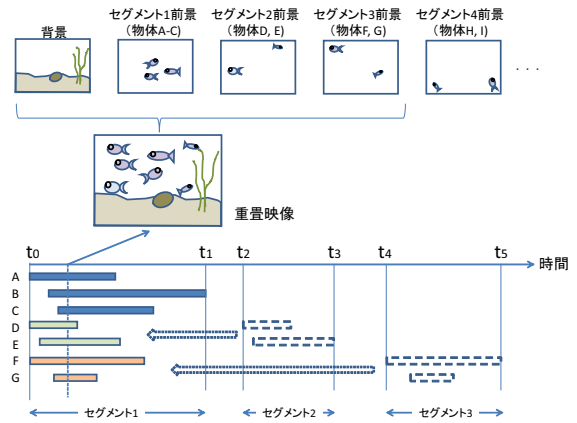 背景
セグメント1前景
(物体A-C)
セグメント2前景
(物体D, E)
セグメント3前景
(物体F, G)
セグメント4前景
(物体H, I)
・・・
重畳映像
t0
t1
t2
t3
t4
t5
時間
A
B
C
D
E
F
G
セグメント1
セグメント2
セグメント3